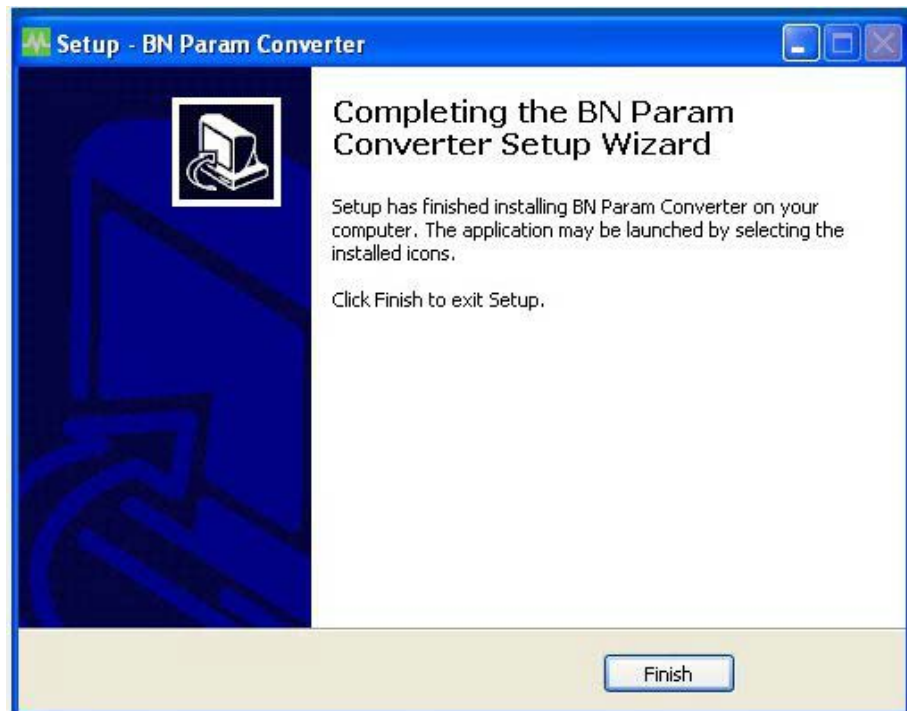 Setup - BN Param Converter
Completing the BN Param
Converter Setup Wizard
Setup has finished installing BN Param Converter on your
computer. The application may be launched by selecting the
installed icons.
Click Finish to exit Setup.
Finish